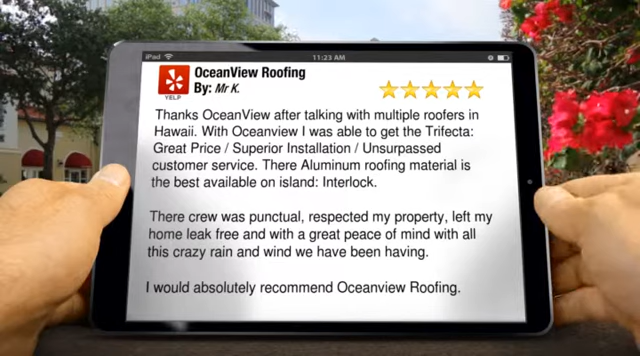 iPad
11:23 AM
YELP
OceanView Roofing
By: Mr K.
Thanks OceanView after talking with multiple roofers in
Hawaii. With Oceanview I was able to get the Trifecta:
Great Price / Superior Installation / Unsurpassed
customer service. There Aluminum roofing material is
the best available on island: Interlock.
There crew was punctual, respected my property, left my
home leak free and with a great peace of mind with all
this crazy rain and wind we have been having.
I would absolutely recommend Oceanview Roofing.